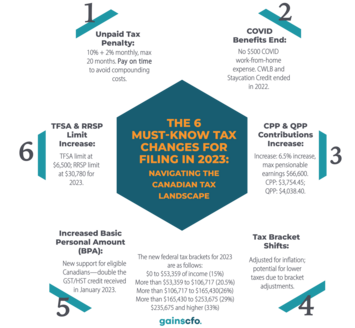 1
Unpaid Tax
Penalty:
10% + 2% monthly, max
20 months. Pay on time
to avoid compounding
costs.
2
COVID
Benefits End:
No $500 COVID
work-from-home
expense. CWLB and
Staycation Credit ended
in 2022.
THE 6
MUST-KNOW TAX
CHANGES FOR
FILING IN 2023:
NAVIGATING THE
CANADIAN TAX
LANDSCAPE
6
TFSA & RRSP
Limit
Increase:
TFSA limit at
$6,500; RRSP limit
at $30,780 for
2023.
3
CPP & QPP
Contributions
Increase:
Increase: 6.5% increase,
max pensionable
earnings $66,600.
CPP: $3,754.45;
QPP: $4,038.40.
5
Increased Basic
Personal Amount
(BPA):
New support for eligible
Canadians—double the
GST/HST credit received
in January 2023.
The new federal tax brackets for 2023
are as follows:
$0 to $53,359 of income (15%)
More than $53,359 to $106,717 (20.5%)
More than $106,717 to $165,430(26%)
More than $165,430 to $253,675 (29%)
$235,675 and higher (33%)
4
Tax Bracket
Shifts:
Adjusted for inflation;
potential for lower
taxes due to bracket
adjustments.
gainscfo.